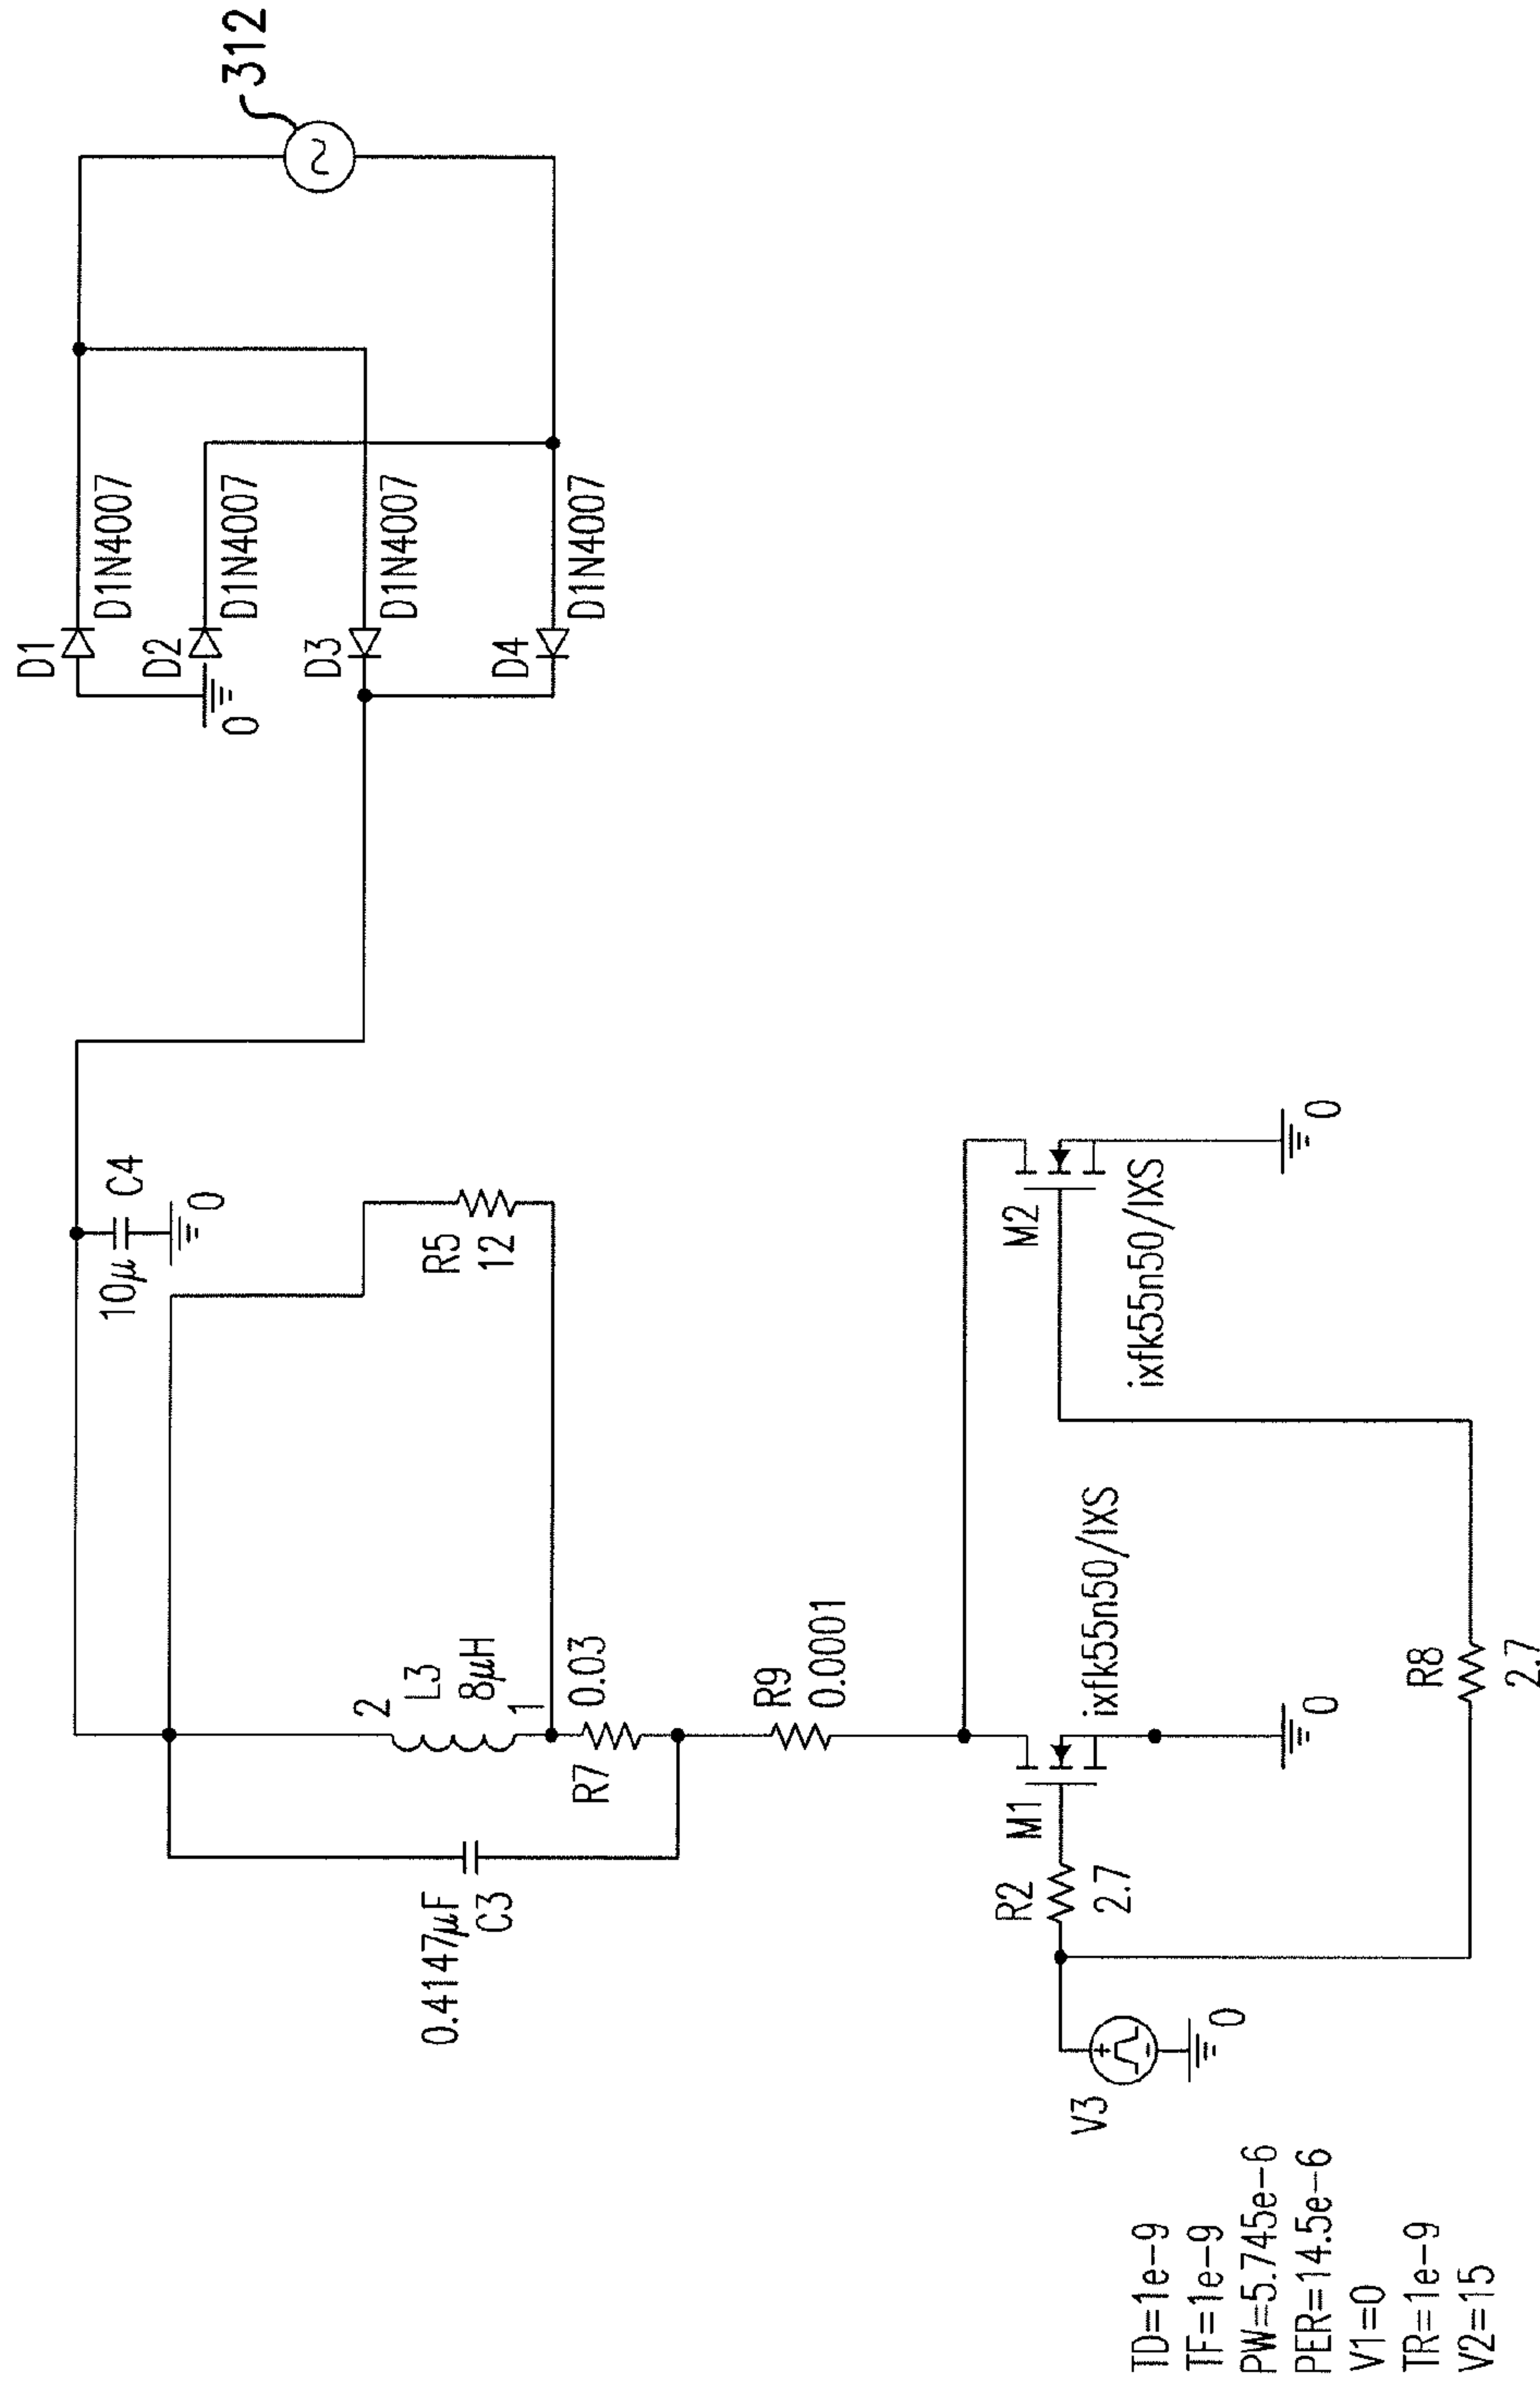 312
D1
D1N4007
D2
D1N4007
0
D3
D1N4007
D4
D1N4007
C4
10μ
0
R5
12
2
L3
8μH
1
0.03
R7
0.4147μF
C3
R9
0.0001
M2
ixfk55n50/IXS
0
M1
ixfk55n50/IXS
0
R2
2.7
R8
2.7
V3
+
-
0
TD=1e-9
TF=1e-9
PW=5.745e-6
PER=14.5e-6
V1=0
TR=1e-9
V2=15